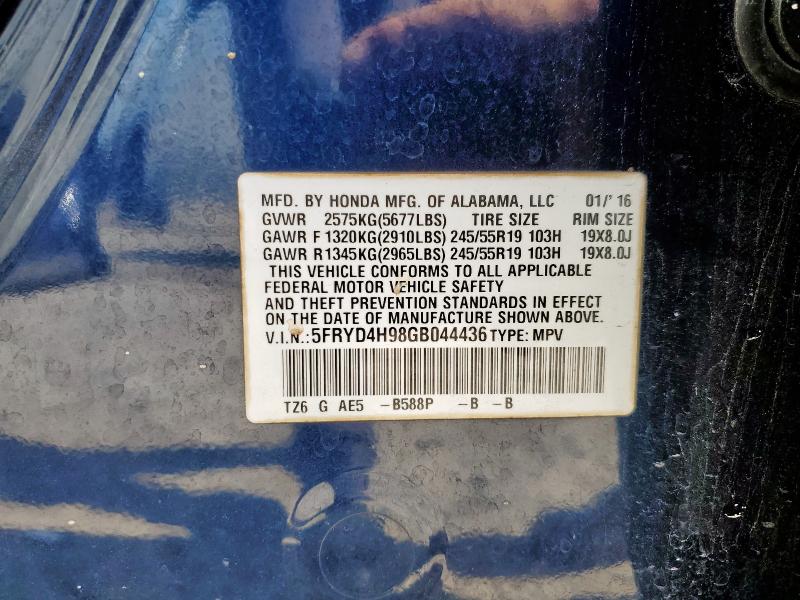 MFD. BY HONDA MFG. OF ALABAMA, LLC 01/'16
GVWR 2575KG(5677LBS) TIRE SIZE RIM SIZE
GAWR F 1320KG(2910LBS) 245/55R19 103H 19X8.0J
GAWR R 1345KG(2965LBS) 245/55R19 103H 19X8.0J
THIS VEHICLE CONFORMS TO ALL APPLICABLE
FEDERAL MOTOR VEHICLE SAFETY
AND THEFT PREVENTION STANDARDS IN EFFECT
ON THE DATE OF MANUFACTURE SHOWN ABOVE.
V.I.N.: 5FRYD4H98GB044436 TYPE: MPV
TZ6 G AE5 -B588P -B -B